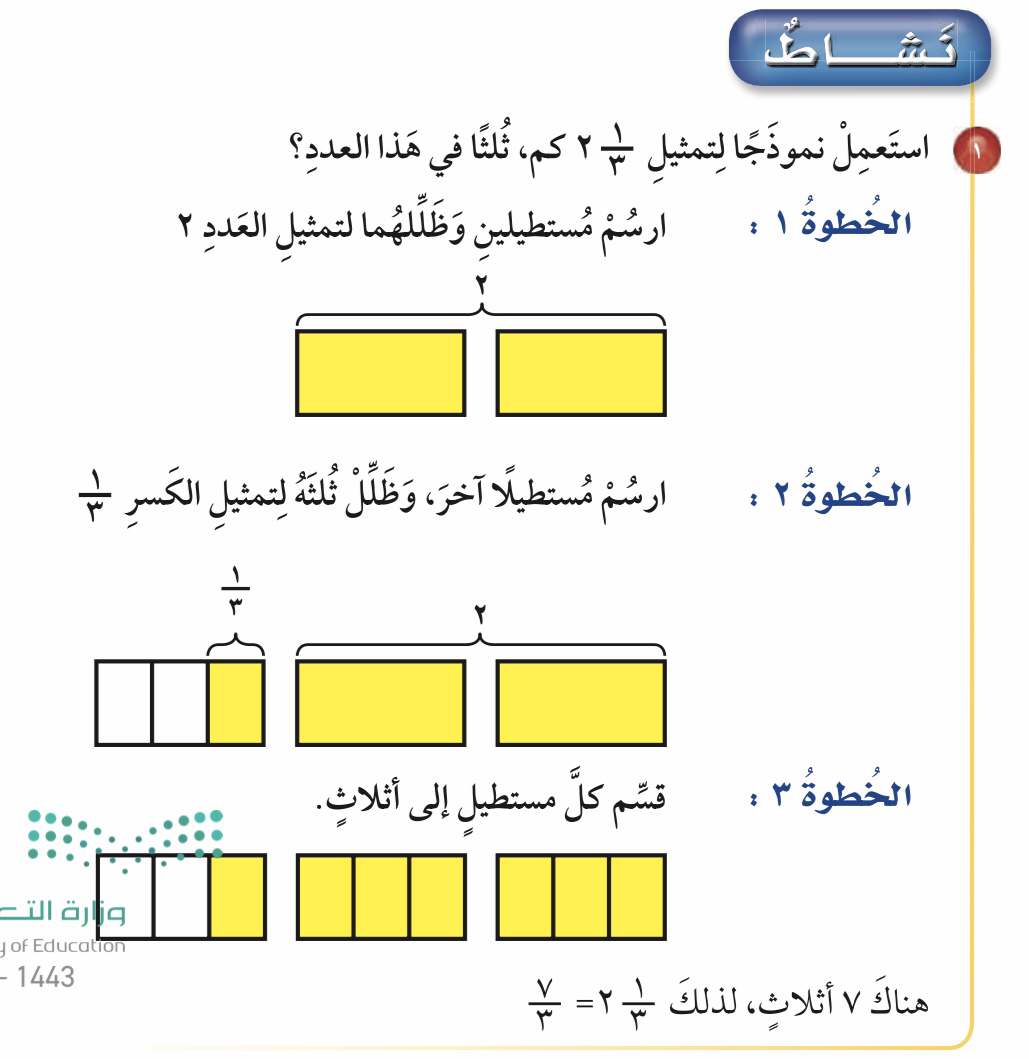 نَشـــاطٌ
١ استَعمِلْ نموذَجًا لِتمثيلِ ٢ ١/٣ كم، ثُلثًا في هَذا العددِ؟
الخُطوةُ ١ : ارسُمْ مُستطيلينِ وَظَلِّلهُما لتمثيلِ العَددِ ٢
٢
الخُطوةُ ٢ : ارسُمْ مُستطيلًا آخرَ، وَظَلِّلْ ثُلثَهُ لِتمثيلِ الكَسرِ ١/٣
٢ ١/٣
الخُطوةُ ٣ : قسِّم كلَّ مستطيلٍ إلى أثلاثٍ.
وزارة التع
y of Education
- 1443
هناكَ ٧ أثلاثٍ، لذلكَ ٢ ١/٣ = ٧/٣